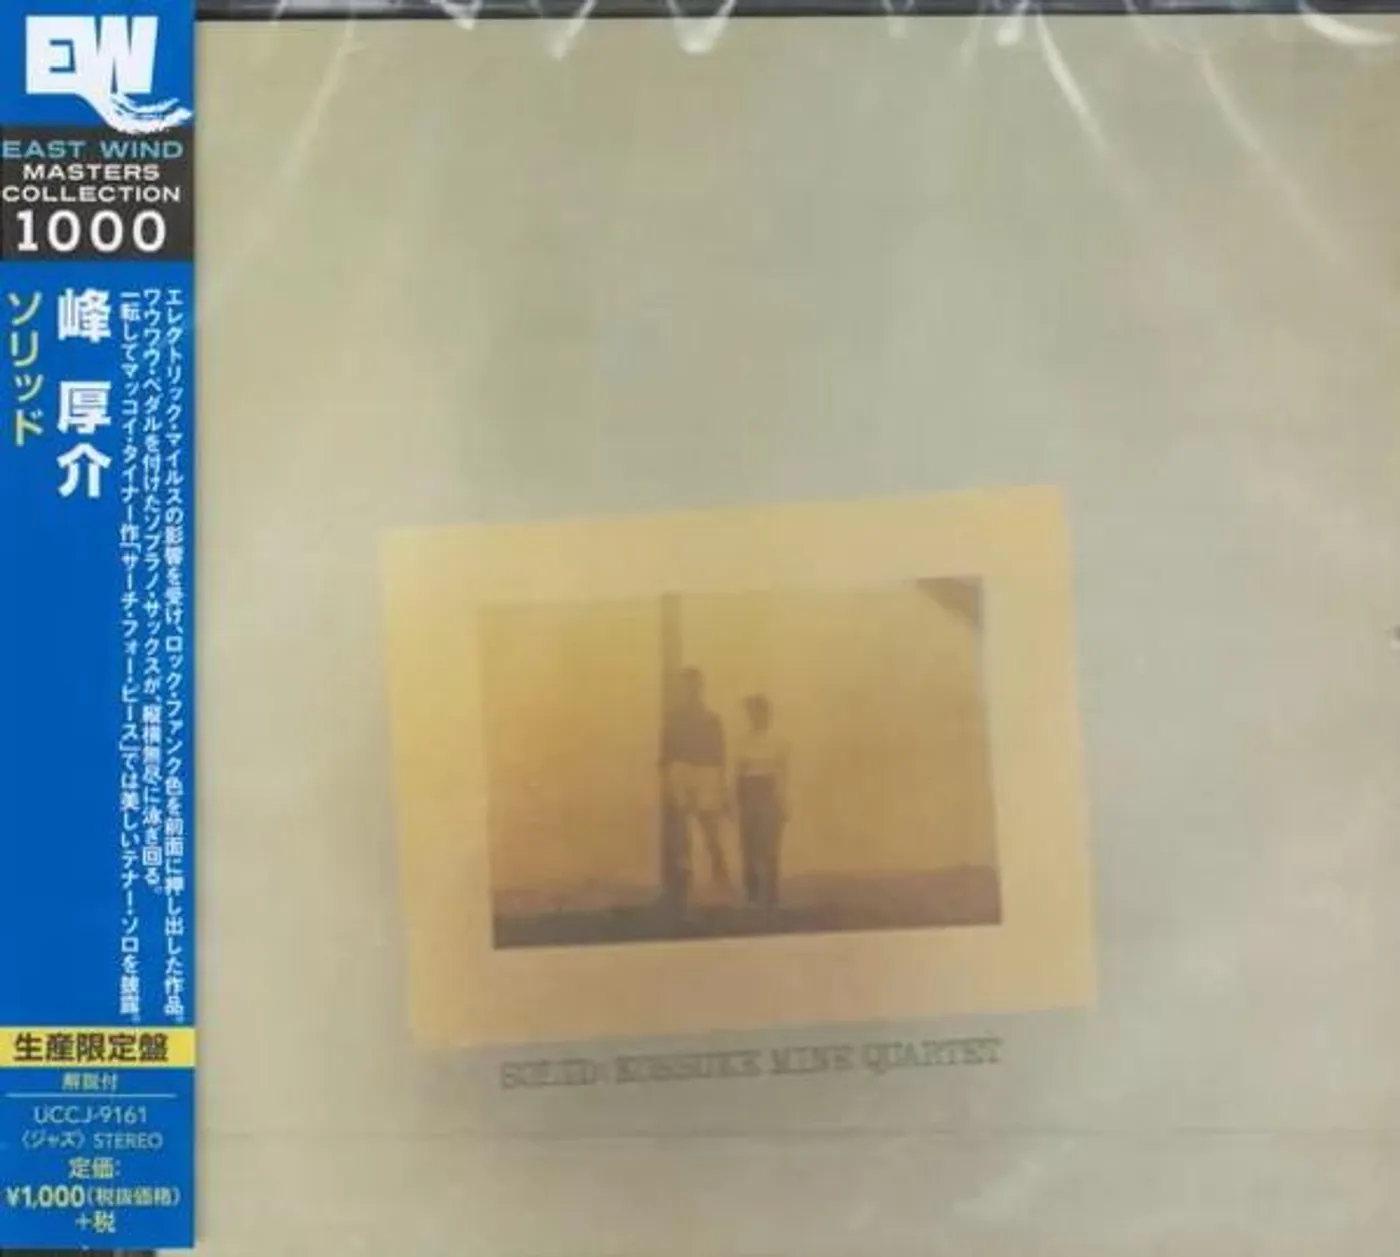 EW
EAST WIND
MASTERS
COLLECTION
1000
エレクトリック・マイルスの影響を受け、ロック・ファンク色を前面に押し出した作品。
ワウワウ・ペダルを付けたソプラノ・サックスが、縦横無尽に泳ぎ回る。
一転してマッコイ・タイナー作「サーチ・フォー・ピース」では美しいテナー・ソロを披露。
峰 厚介
ソリッド
生産限定盤
解説付
UCCJ-9161
〈ジャズ〉 STEREO
定価:
¥1,000(税抜価格)
+税
SOLID: KOSSUKE MINE QUARTET